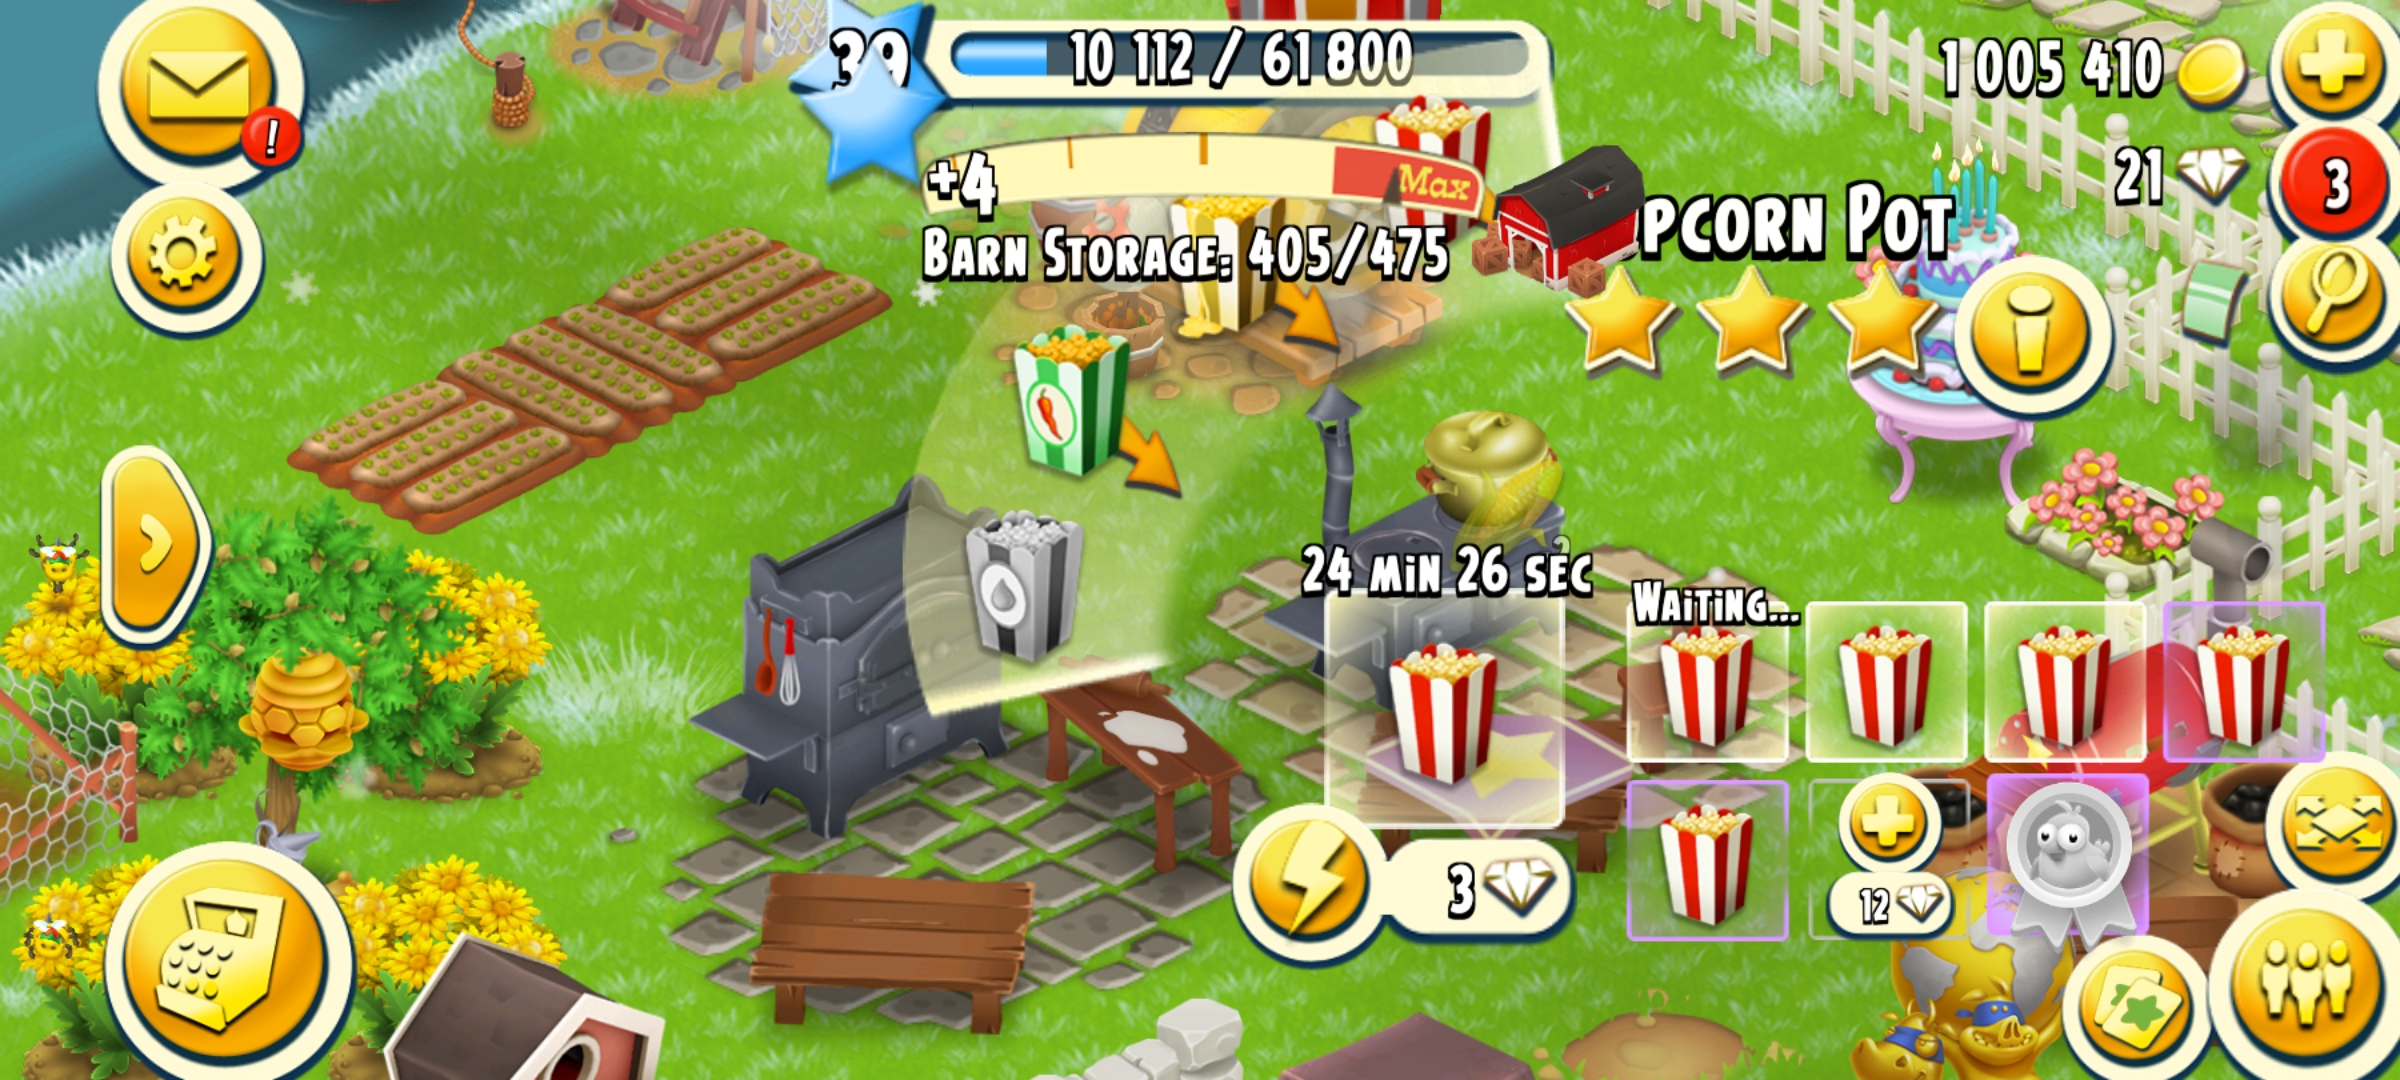 39
10 112 / 61 800
1 005 410
!
+4
Max
21
3
PCORN POT
BARN STORAGE: 405/475
24 MIN 26 SEC
WAITING...
3
12